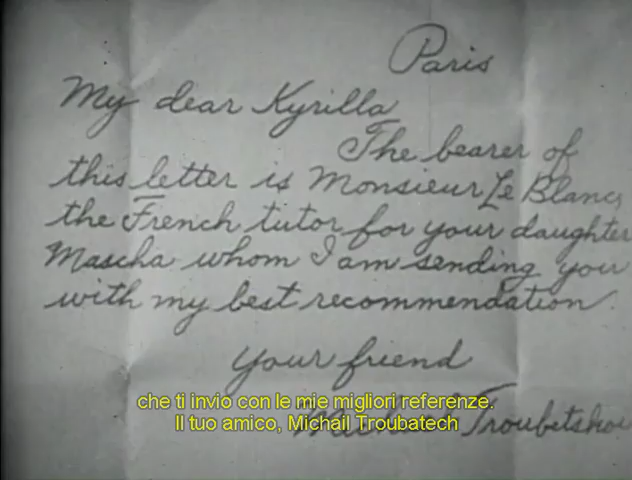 Paris
My dear Kyrilla
The bearer of
this letter is Monsieur Le Blanc,
the French tutor for your daughter
Mascha whom I am sending you
with my best recommendation.
Your friend
che ti invio con le mie migliori referenze.
Il tuo amico, Michail Troubatech